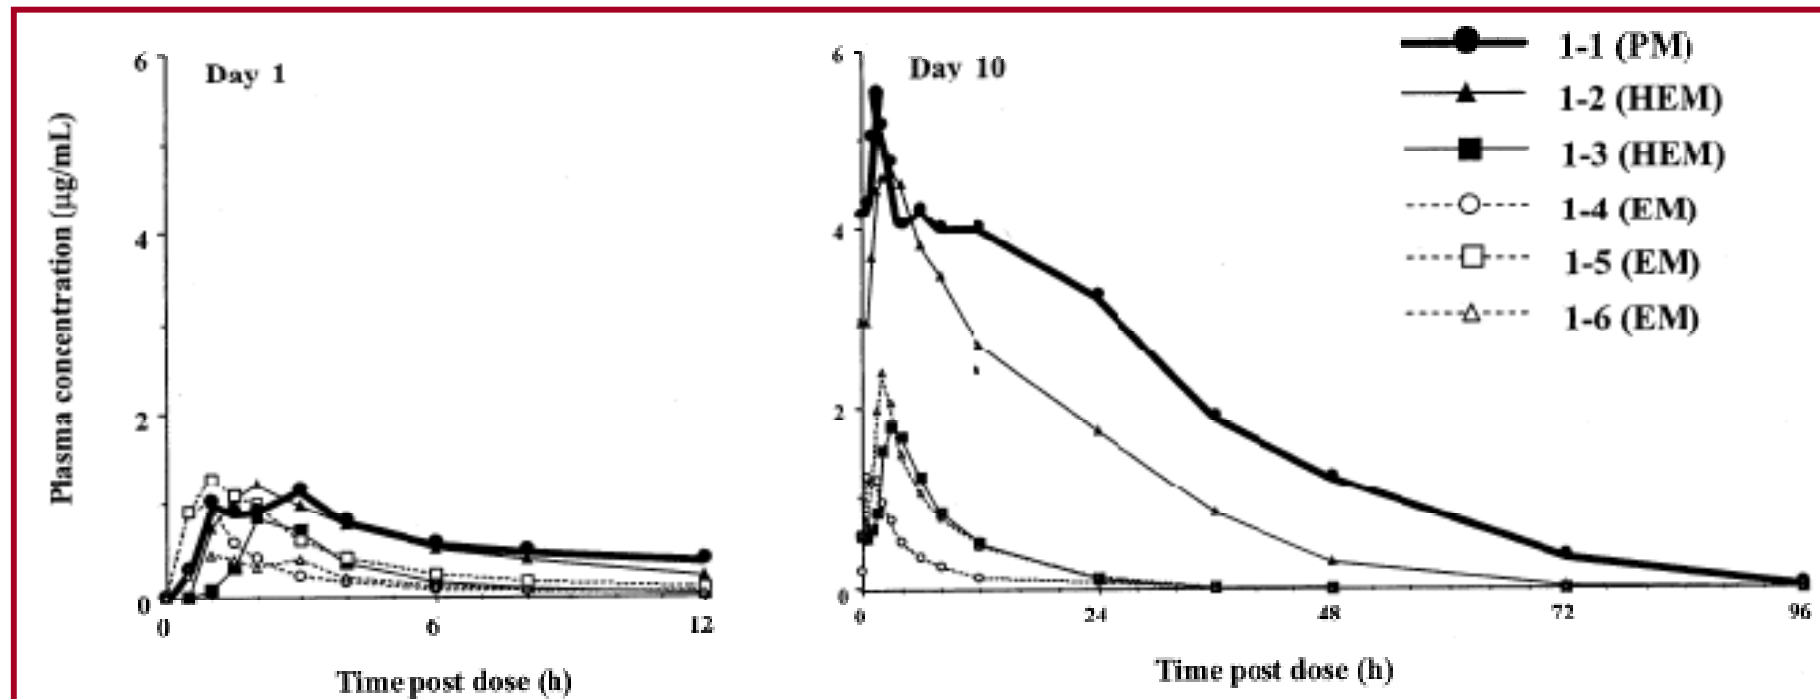 Plasma concentration (µg/mL)
6
4
2
0
Day 1
0
6
12
Time post dose (h)
6
4
2
0
Day 10
0
24
48
72
96
Time post dose (h)
1-1 (PM)
1-2 (HEM)
1-3 (HEM)
1-4 (EM)
1-5 (EM)
1-6 (EM)